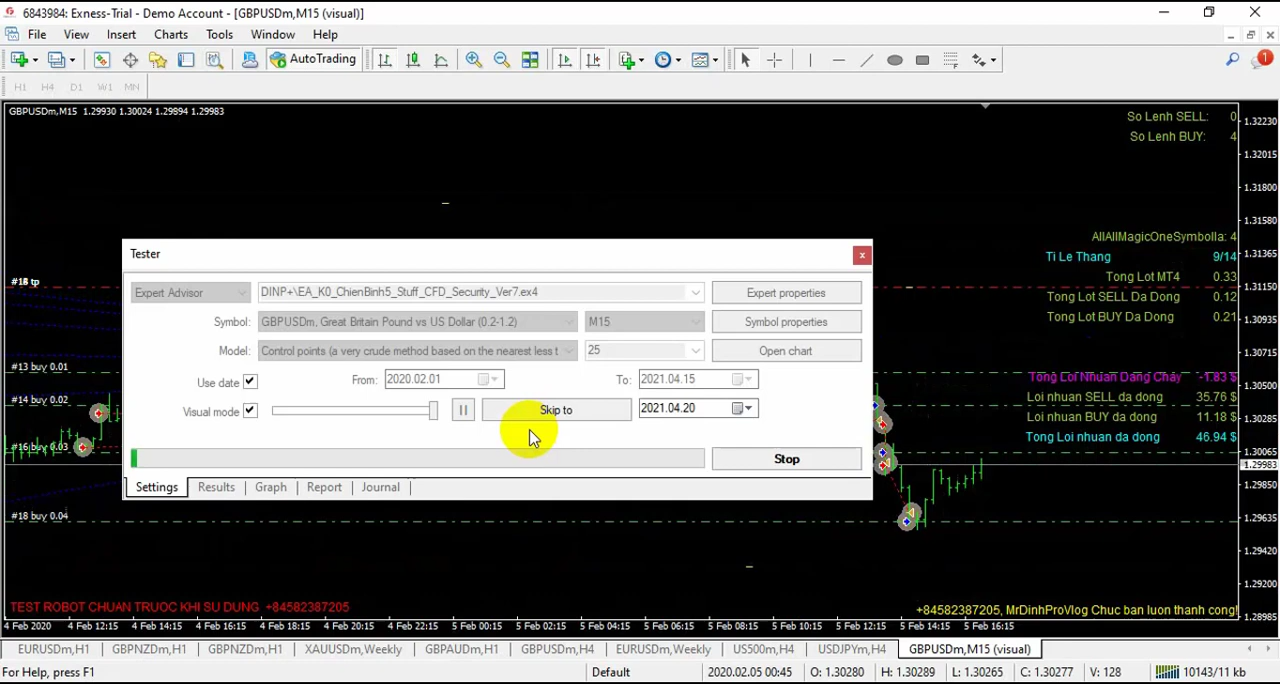 6843984: Exness-Trial - Demo Account - [GBPUSDm,M15 (visual)]
File View Insert Charts Tools Window Help
AutoTrading
1
H1 H4 D1 W1 MN
GBPUSDm,M15 1.29930 1.30024 1.29894 1.29983
So Lenh SELL: 0
So Lenh BUY: 4
AllAllMagicOneSymbolla: 4
Ti Le Thang 9/14
Tong Lot MT4 0.33
Tong Lot SELL Da Dong 0.12
Tong Lot BUY Da Dong 0.21
Tong Loi Nhuan Dang Chay -1.83 $
Loi nhuan SELL da dong 35.76 $
Loi nhuan BUY da dong 11.18 $
Tong Loi nhuan da dong 46.94 $
1.32230
1.32015
1.31800
1.31580
1.31365
1.31150
1.30935
1.30715
1.30500
1.30285
1.30065
1.29983
1.29850
1.29635
1.29420
1.29200
1.28985
#13 buy 0.01
#14 buy 0.02
#16 buy 0.03
#18 buy 0.04
Tester
x
Expert Advisor DINP+\EA_K0_ChienBinh5_Stuff_CFD_Security_Ver7.ex4 Expert properties
Symbol: GBPUSDm, Great Britain Pound vs US Dollar (0.2-1.2) M15 Symbol properties
Model: Control points (a very crude method based on the nearest less t 25 Open chart
Use date From: 2020.02.01 To: 2021.04.15
Visual mode Skip to 2021.04.20
Stop
Settings Results Graph Report Journal
TEST ROBOT CHUAN TRUOC KHI SU DUNG +84582387205
+84582387205, MrDinhProVlog Chuc ban luon thanh cong!
4 Feb 2020 4 Feb 12:15 4 Feb 14:15 4 Feb 16:15 4 Feb 18:15 4 Feb 20:15 4 Feb 22:15 5 Feb 00:15 5 Feb 02:15 5 Feb 04:15 5 Feb 06:15 5 Feb 08:15 5 Feb 10:15 5 Feb 12:15 5 Feb 14:15 5 Feb 16:15
EURUSDm,H1 GBPNZDm,H1 GBPNZDm,H1 XAUUSDm,Weekly GBPAUDm,H1 GBPUSDm,H4 EURUSDm,Weekly US500m,H4 USDJPYm,H4 GBPUSDm,M15 (visual)
For Help, press F1 Default 2020.02.05 00:45 O: 1.30280 H: 1.30289 L: 1.30265 C: 1.30277 V: 128 10143/11 kb